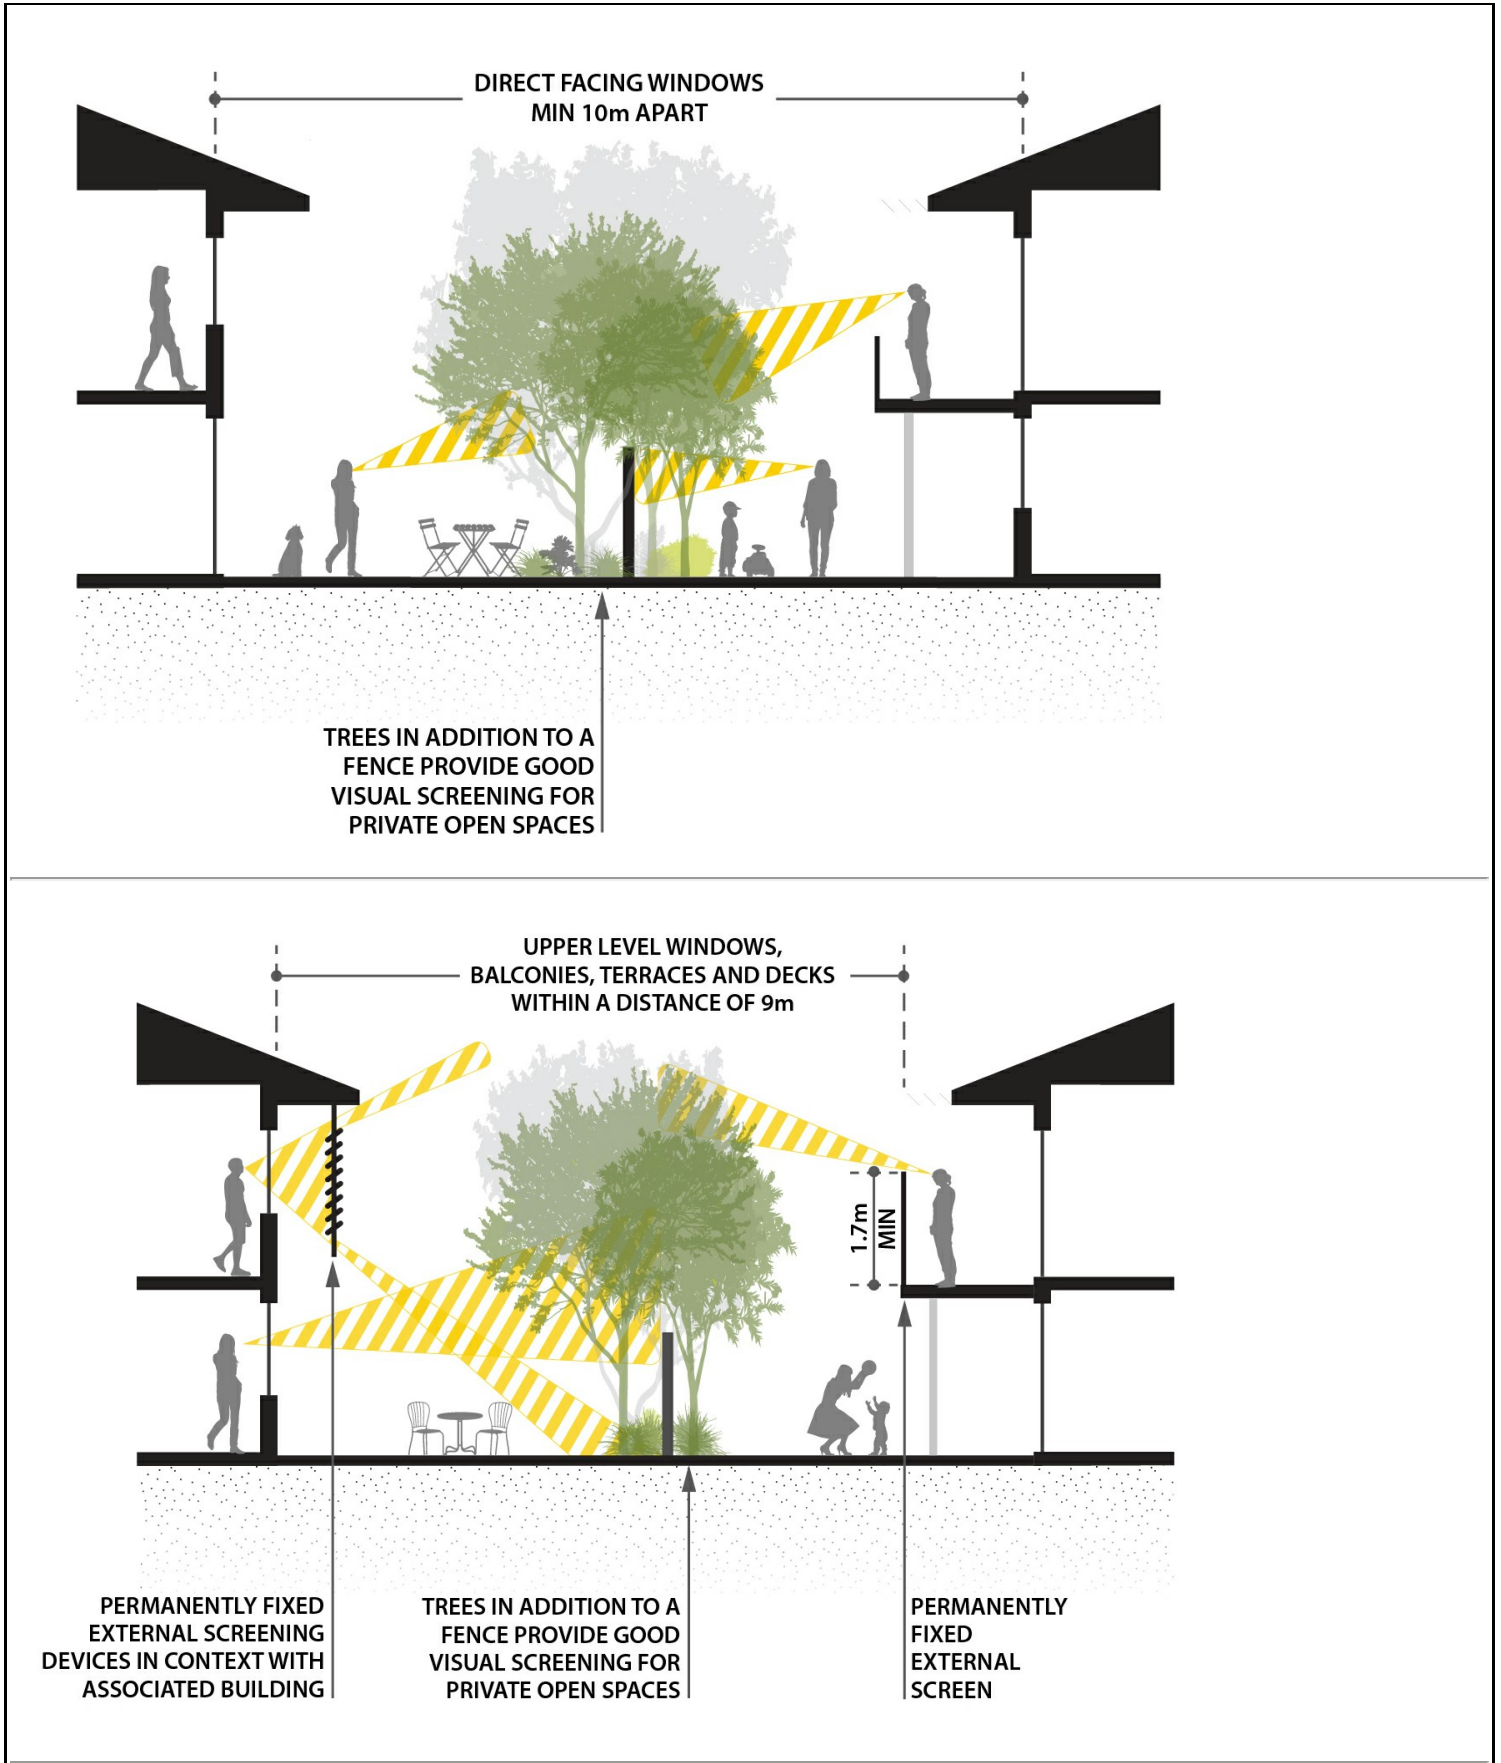 DIRECT FACING WINDOWS
MIN 10m APART
TREES IN ADDITION TO A
FENCE PROVIDE GOOD
VISUAL SCREENING FOR
PRIVATE OPEN SPACES
UPPER LEVEL WINDOWS,
BALCONIES, TERRACES AND DECKS
WITHIN A DISTANCE OF 9m
1.7m
MIN
PERMANENTLY FIXED
EXTERNAL SCREENING
DEVICES IN CONTEXT WITH
ASSOCIATED BUILDING
TREES IN ADDITION TO A
FENCE PROVIDE GOOD
VISUAL SCREENING FOR
PRIVATE OPEN SPACES
PERMANENTLY
FIXED
EXTERNAL
SCREEN